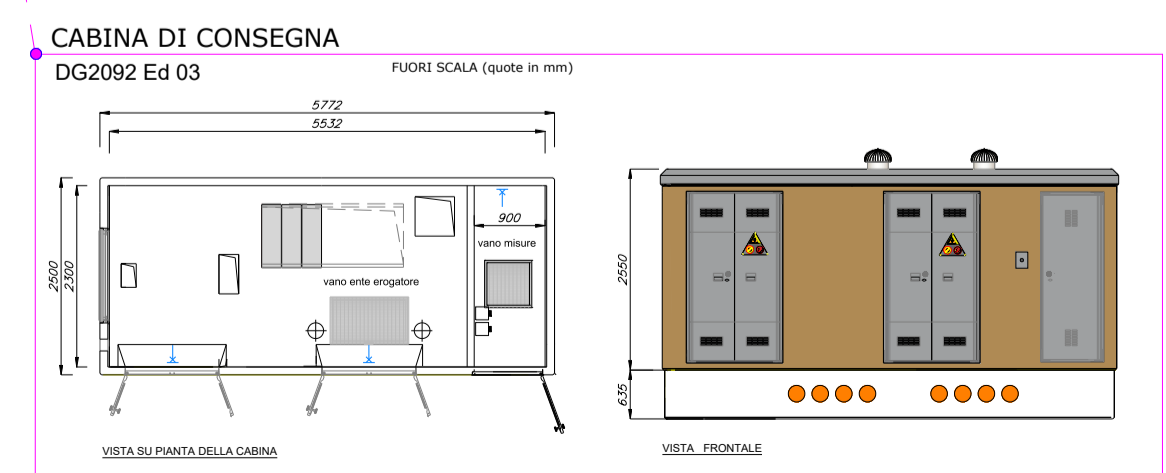 CABINA DI CONSEGNA
DG2092 Ed 03
FUORI SCALA (quote in mm)
5772
5532
900
vano misure
2500
2300
vano ente erogatore
2550
635
VISTA SU PIANTA DELLA CABINA
VISTA FRONTALE